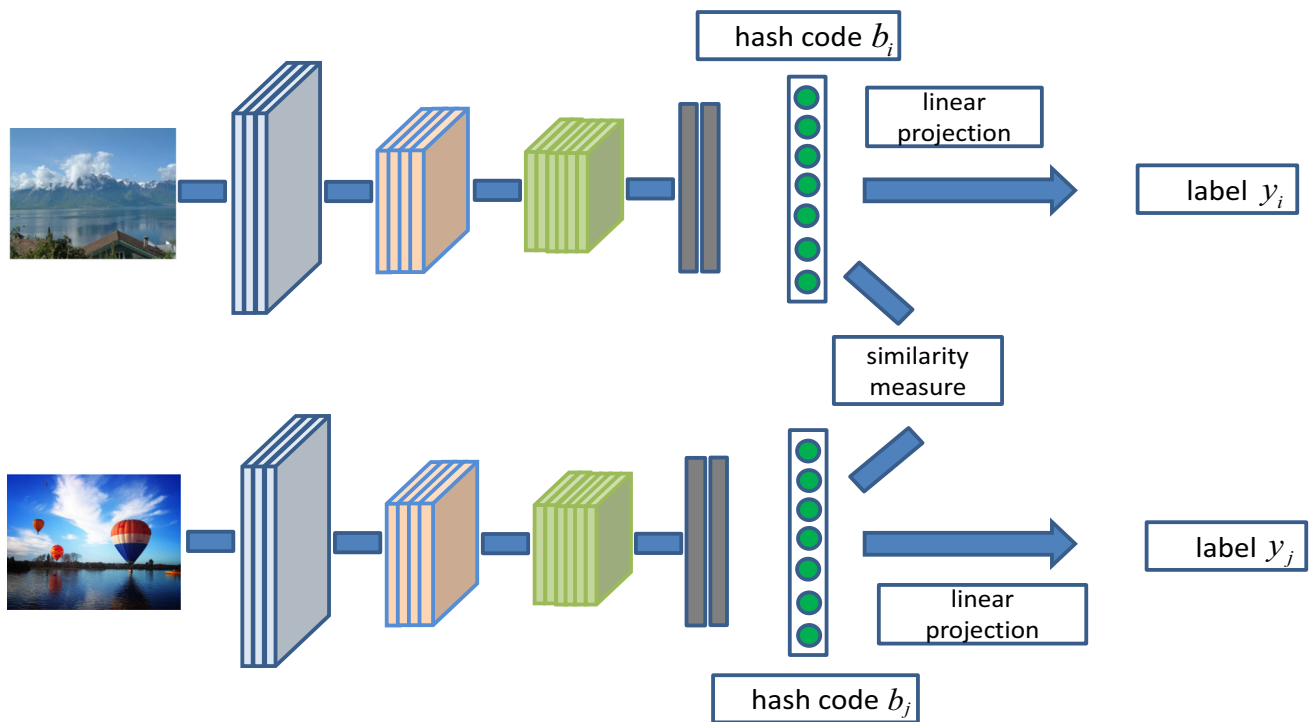 hash code b_i
linear
projection
label y_i
similarity
measure
label y_j
linear
projection
hash code b_j